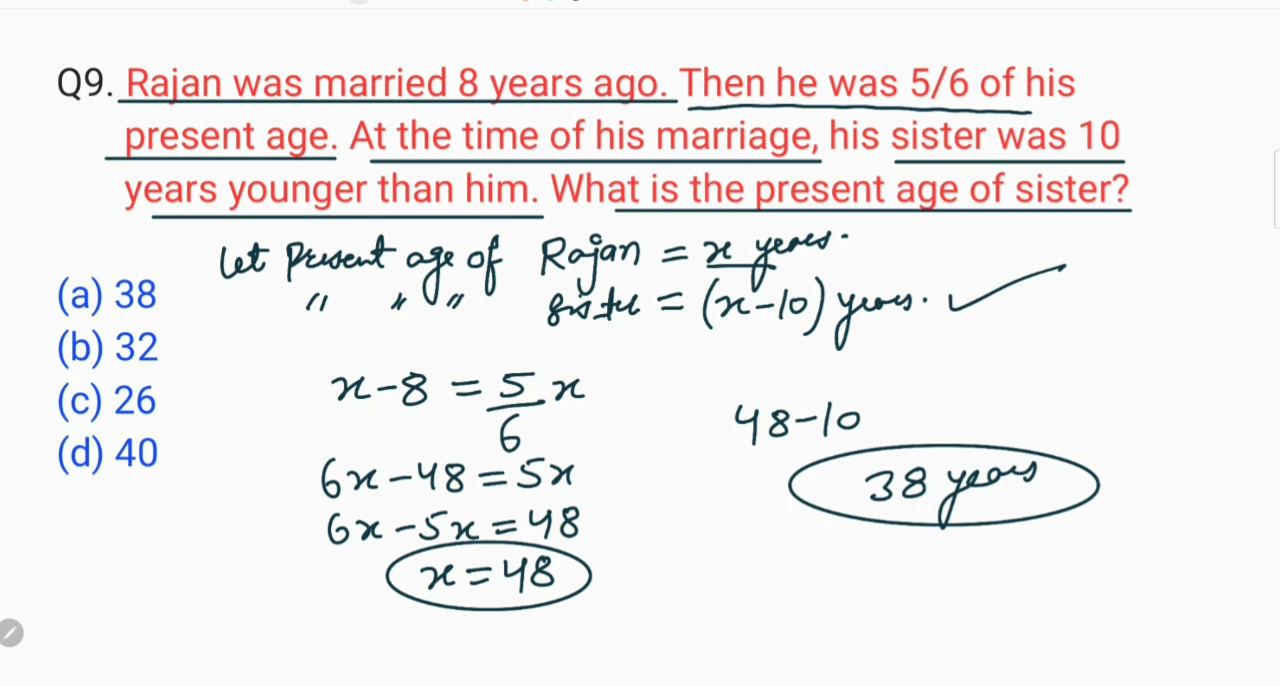 Q9. Rajan was married 8 years ago. Then he was 5/6 of his
present age. At the time of his marriage, his sister was 10
years younger than him. What is the present age of sister?
Let Present age of Rajan = x years.
" " " Sister = (x-10) years. ✓
(a) 38
(b) 32
(c) 26
(d) 40
x-8 = 5/6 x
6x-48 = 5x
6x-5x = 48
x = 48
48-10
38 years